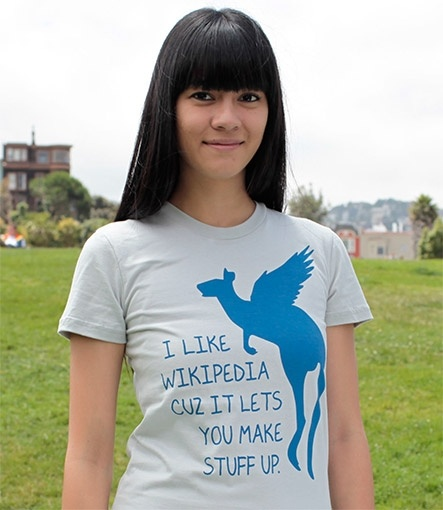 I LIKE
WIKIPEDIA
CUZ IT LETS
YOU MAKE
STUFF UP.